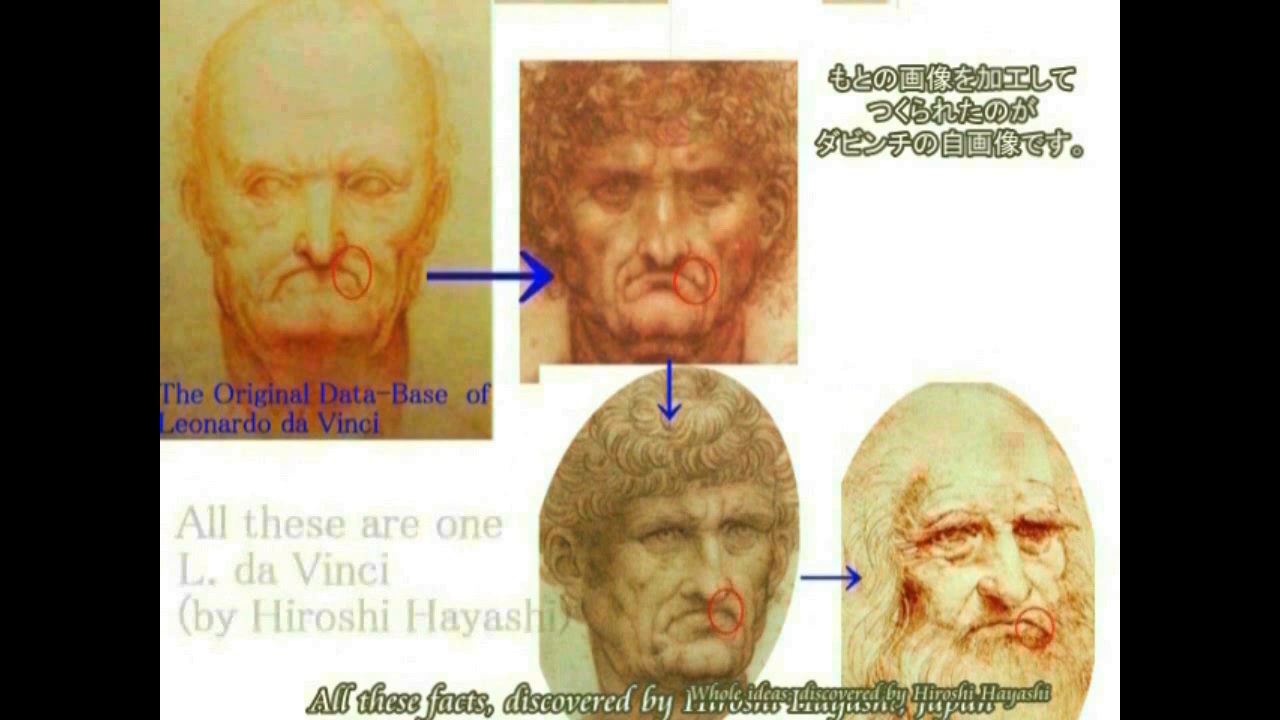 もとの画像を加工して
つくられたのが
ダビンチの自画像です。
The Original Data-Base of
Leonardo da Vinci
All these are one
L. da Vinci
(by Hiroshi Hayashi)
All these facts, discovered by Hiroshi Hayashi, Japan
Whole ideas; discovered by Hiroshi Hayashi